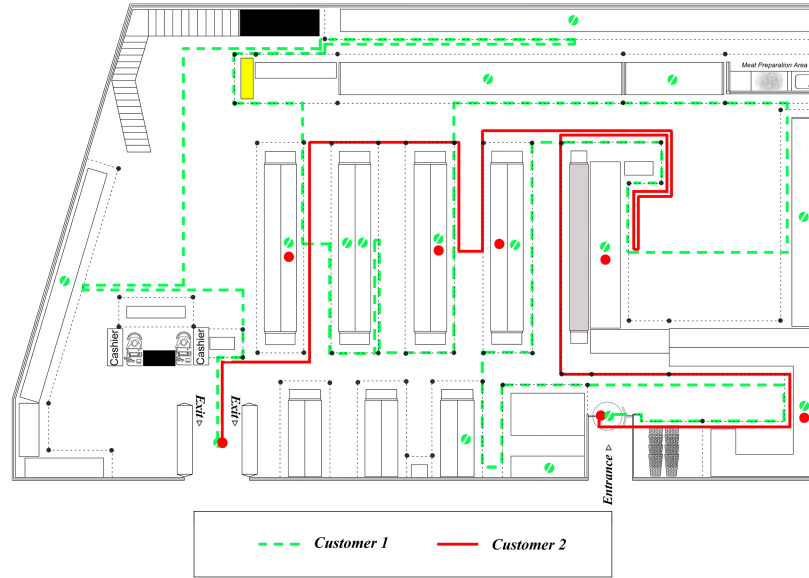 Meat Preparation Area
Cashier
Cashier
Exit
Exit
Entrance
Customer 1
Customer 2